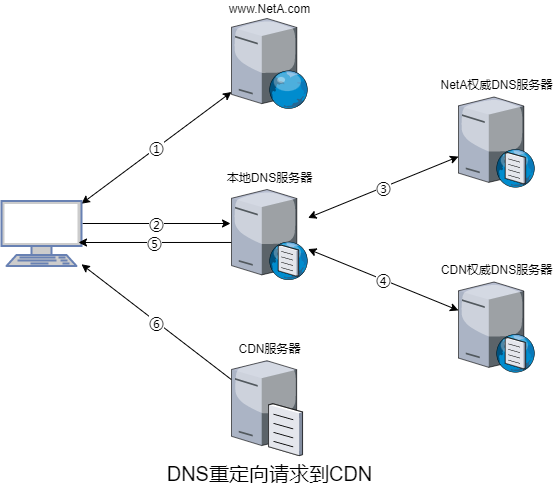 www.NetA.com
NetA权威DNS服务器
①
本地DNS服务器
③
②
⑤
④
CDN权威DNS服务器
⑥
CDN服务器
DNS重定向请求到CDN